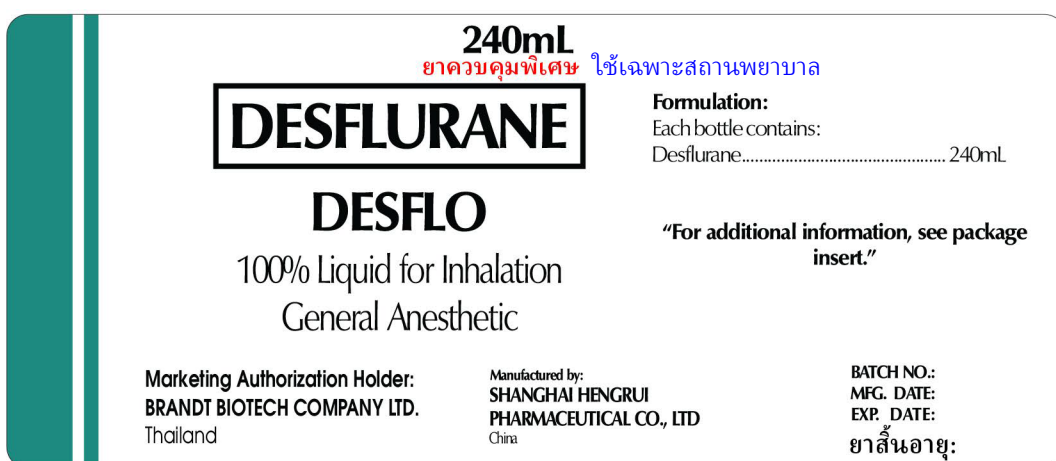 240mL
ยาควบคุมพิเศษ ใช้เฉพาะสถานพยาบาล
DESFLURANE
DESFLO
100% Liquid for Inhalation
General Anesthetic
Formulation:
Each bottle contains:
Desflurane............................................... 240mL
“For additional information, see package
insert.”
Marketing Authorization Holder:
BRANDT BIOTECH COMPANY LTD.
Thailand
Manufactured by:
SHANGHAI HENGRUI
PHARMACEUTICAL CO., LTD
China
BATCH NO.:
MFG. DATE:
EXP. DATE:
ยาสิ้นอายุ: